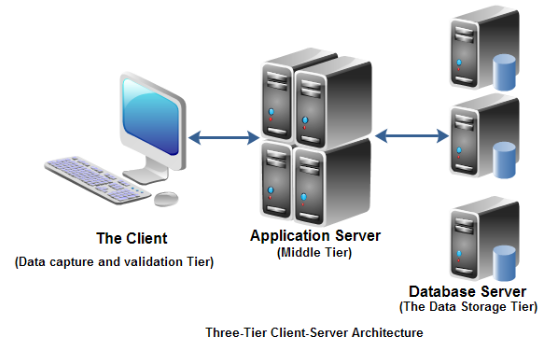 The Client
(Data capture and validation Tier)
Application Server
(Middle Tier)
Database Server
(The Data Storage Tier)
Three-Tier Client-Server Architecture